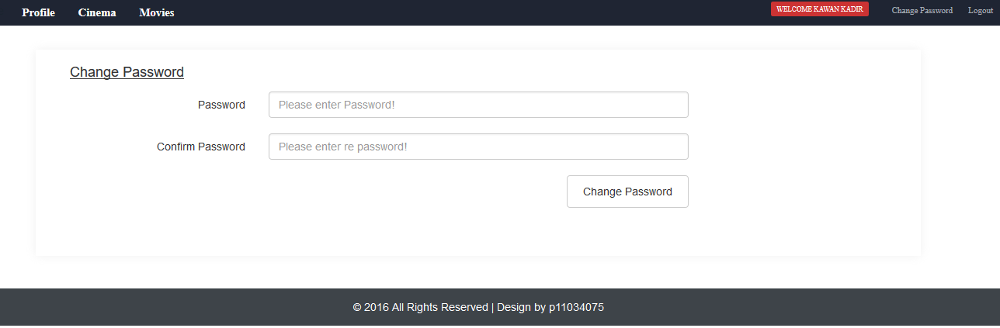 Profile Cinema Movies WELCOME KAWAN KADIR Change Password Logout
Change Password
Password Please enter Password!
Confirm Password Please enter re password!
Change Password
© 2016 All Rights Reserved | Design by p11034075